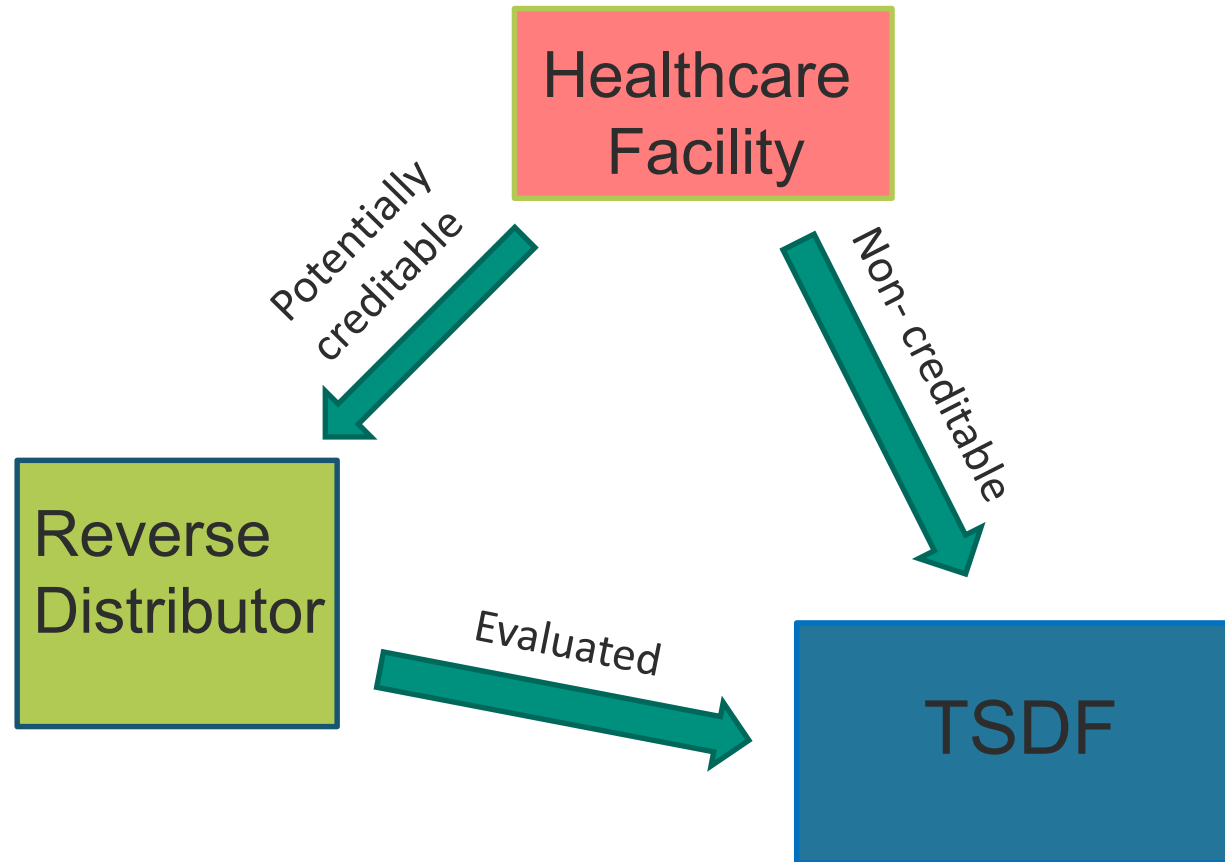 Healthcare
Facility
Potentially
creditable
Non- creditable
Reverse
Distributor
Evaluated
TSDF